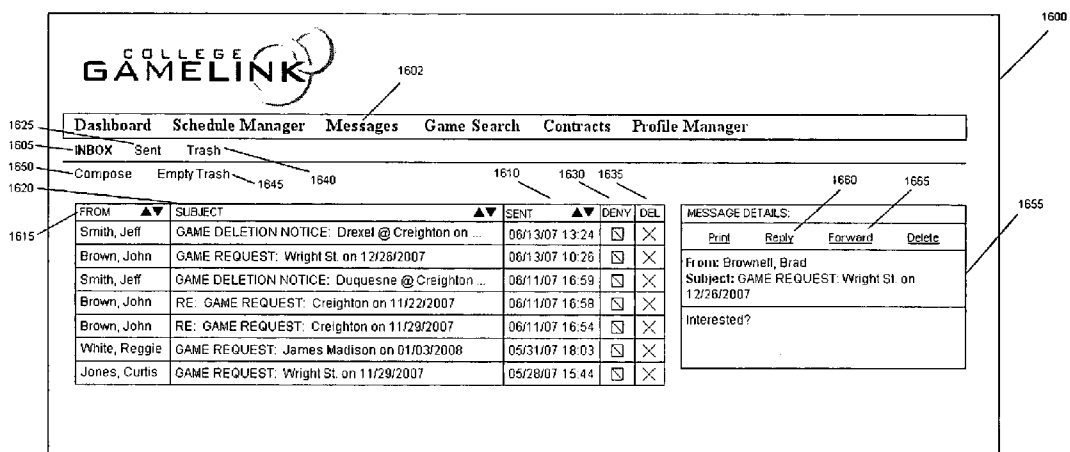 1600
COLLEGE
GAMELINK
1602
1625
Dashboard Schedule Manager Messages Game Search Contracts Profile Manager
1605
INBOX Sent Trash
1650
Compose Empty Trash
1645
1640
1620
1610
1630
1635
1660
1665
1655
1615
FROM ▲▼ SUBJECT ▲▼ SENT ▲▼ DENY DEL
Smith, Jeff GAME DELETION NOTICE: Drexel @ Creighton on ... 06/13/07 13:24
Brown, John GAME REQUEST: Wright St. on 12/26/2007 06/13/07 10:26
Smith, Jeff GAME DELETION NOTICE: Duquesne @ Creighton ... 06/11/07 16:59
Brown, John RE: GAME REQUEST: Creighton on 11/22/2007 06/11/07 16:58
Brown, John RE: GAME REQUEST: Creighton on 11/29/2007 06/11/07 16:54
White, Reggie GAME REQUEST: James Madison on 01/03/2008 05/31/07 18:03
Jones, Curtis GAME REQUEST: Wright St. on 11/29/2007 05/28/07 15:44
MESSAGE DETAILS:
Print Reply Forward Delete
From: Brownell, Brad
Subject: GAME REQUEST: Wright St. on
12/26/2007
Interested?